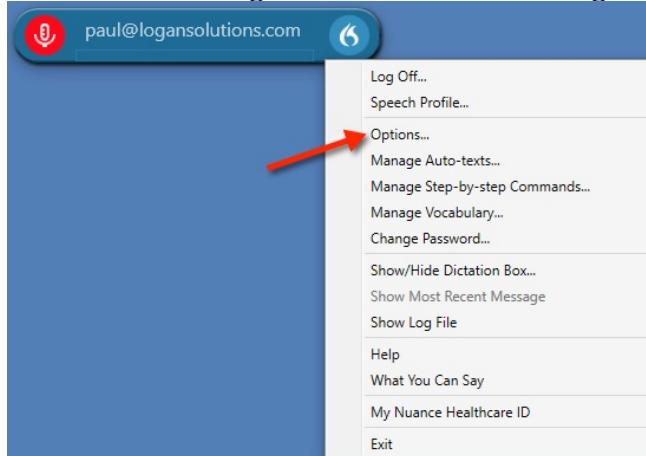 paul@logansolutions.com
Log Off...
Speech Profile...
Options...
Manage Auto-texts...
Manage Step-by-step Commands...
Manage Vocabulary...
Change Password...
Show/Hide Dictation Box...
Show Most Recent Message
Show Log File
Help
What You Can Say
My Nuance Healthcare ID
Exit